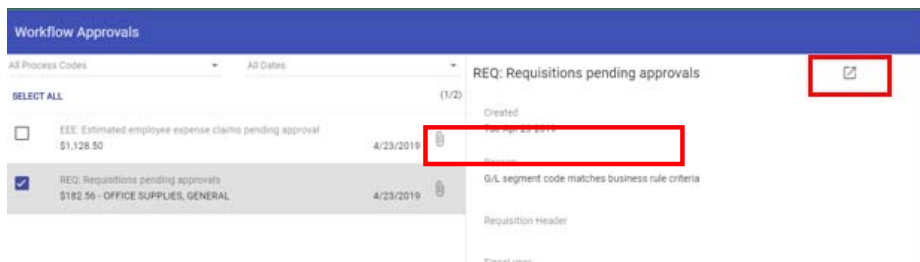 Workflow Approvals
All Process Codes
All Dates
SELECT ALL
(1/2)
EEE: Estimated employee expense claims pending approval
$1,128.50
4/23/2019
REQ: Requisitions pending approvals
$182.56 - OFFICE SUPPLIES, GENERAL
4/23/2019
REQ: Requisitions pending approvals
Created
Tue Apr 23 2019
Reason
G/L segment code matches business rule criteria
Requisition Header
Fiscal year